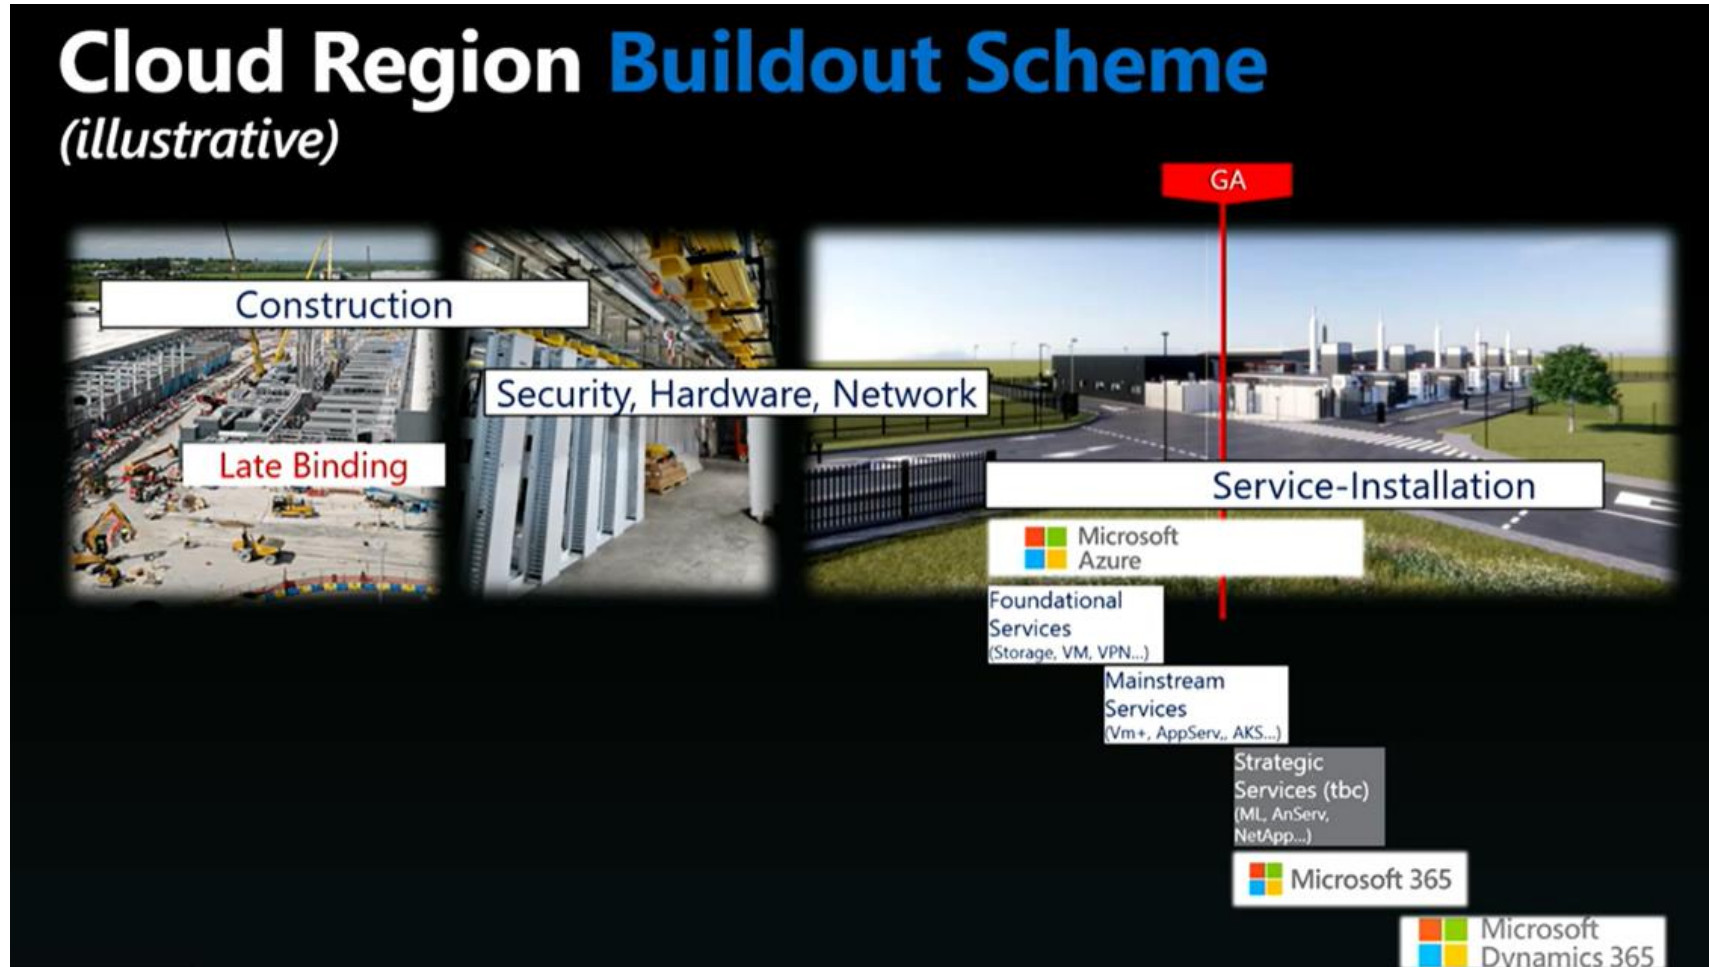 Cloud Region Buildout Scheme
(illustrative)
GA
Construction
Security, Hardware, Network
Late Binding
Service-Installation
Microsoft
Azure
Foundational
Services
(Storage, VM, VPN...)
Mainstream
Services
(Vm+, AppServ,, AKS...)
Strategic
Services (tbc)
(ML, AnServ,
NetApp...)
Microsoft 365
Microsoft
Dynamics 365